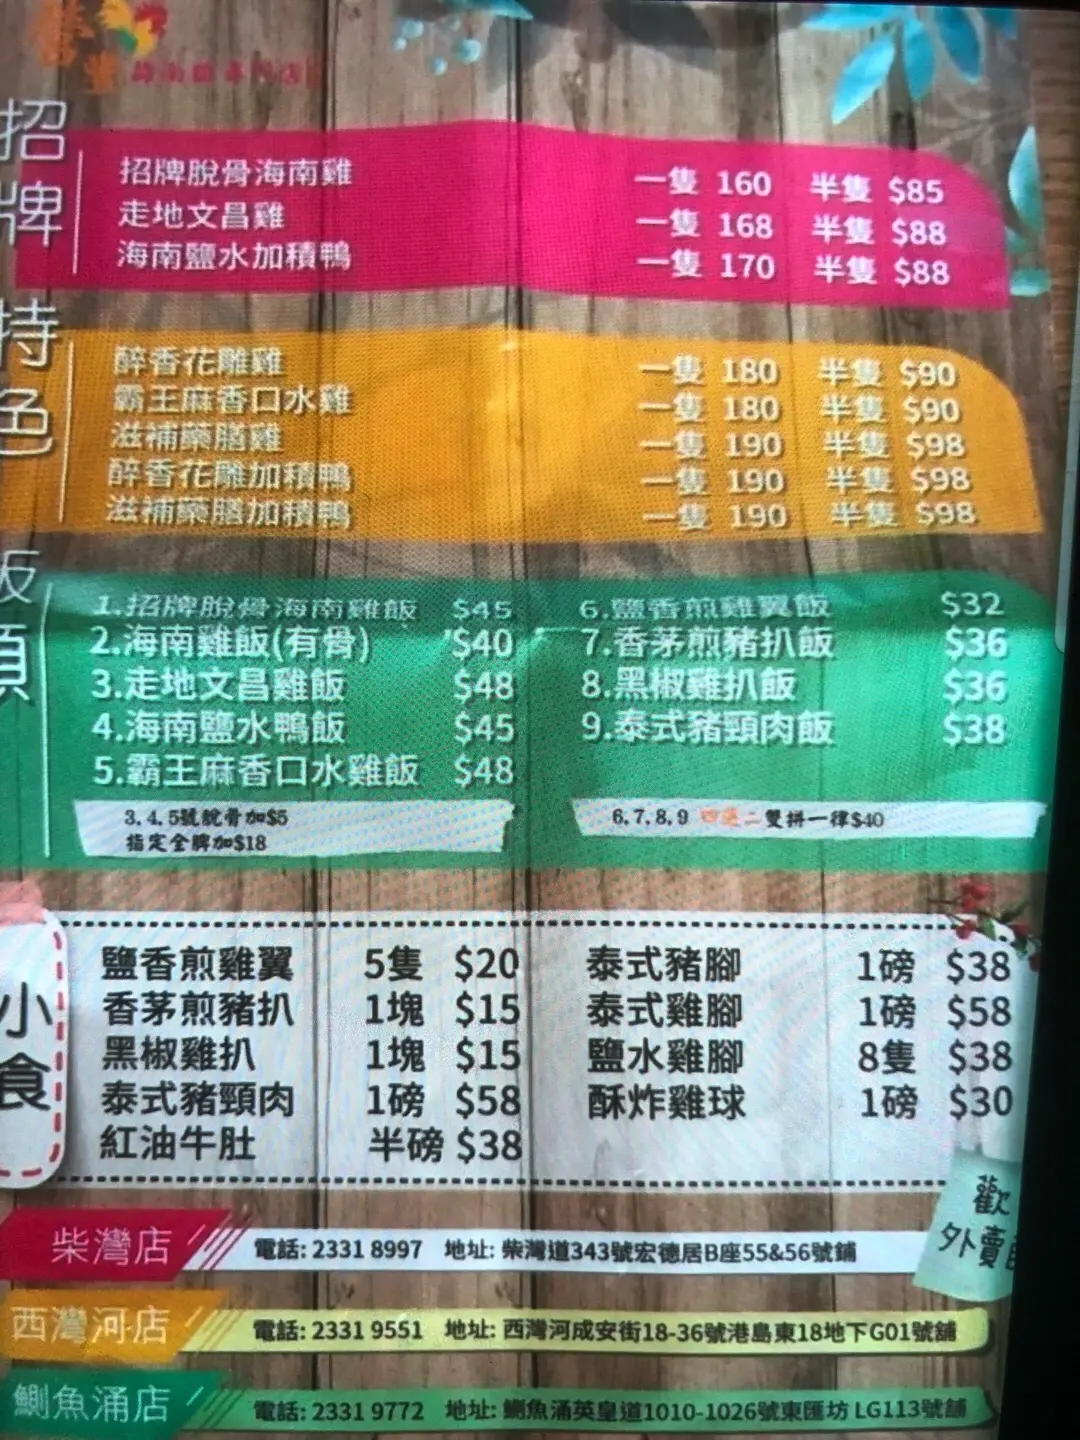 海南雞專門店
招牌
招牌脫骨海南雞 一隻 160 半隻 $85
走地文昌雞 一隻 168 半隻 $88
海南鹽水加積鴨 一隻 170 半隻 $88
特色
醉香花雕雞 一隻 180 半隻 $90
霸王麻香口水雞 一隻 180 半隻 $90
滋補藥膳雞 一隻 190 半隻 $98
醉香花雕加積鴨 一隻 190 半隻 $98
滋補藥膳加積鴨 一隻 190 半隻 $98
飯類
1.招牌脫骨海南雞飯 $45 6.鹽香煎雞翼飯 $32
2.海南雞飯(有骨) $40 7.香茅煎豬扒飯 $36
3.走地文昌雞飯 $48 8.黑椒雞扒飯 $36
4.海南鹽水鴨飯 $45 9.泰式豬頸肉飯 $38
5.霸王麻香口水雞飯 $48
3,4,5號脫骨加$5 6,7,8,9 四選二雙拼一律$40
指定全髀加$18
小食
鹽香煎雞翼 5隻 $20 泰式豬腳 1磅 $38
香茅煎豬扒 1塊 $15 泰式雞腳 1磅 $58
黑椒雞扒 1塊 $15 鹽水雞腳 8隻 $38
泰式豬頸肉 1磅 $58 酥炸雞球 1磅 $30
紅油牛肚 半磅 $38
歡
外賣
柴灣店 電話: 2331 8997 地址: 柴灣道343號宏德居B座55&56號舖
西灣河店 電話: 2331 9551 地址: 西灣河成安街18-36號港島東18地下G01號舖
鰂魚涌店 電話: 2331 9772 地址: 鰂魚涌英皇道1010-1026號東匯坊 LG113號舖